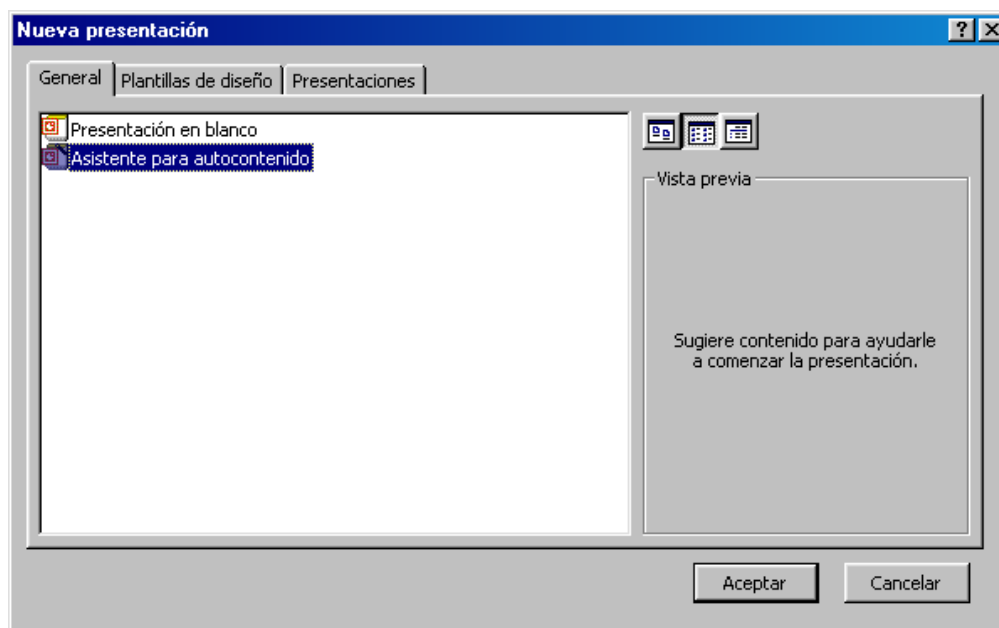 Nueva presentación
General Plantillas de diseño Presentaciones
Presentación en blanco
Asistente para autocontenido
Vista previa
Sugiere contenido para ayudarle
a comenzar la presentación.
Aceptar Cancelar